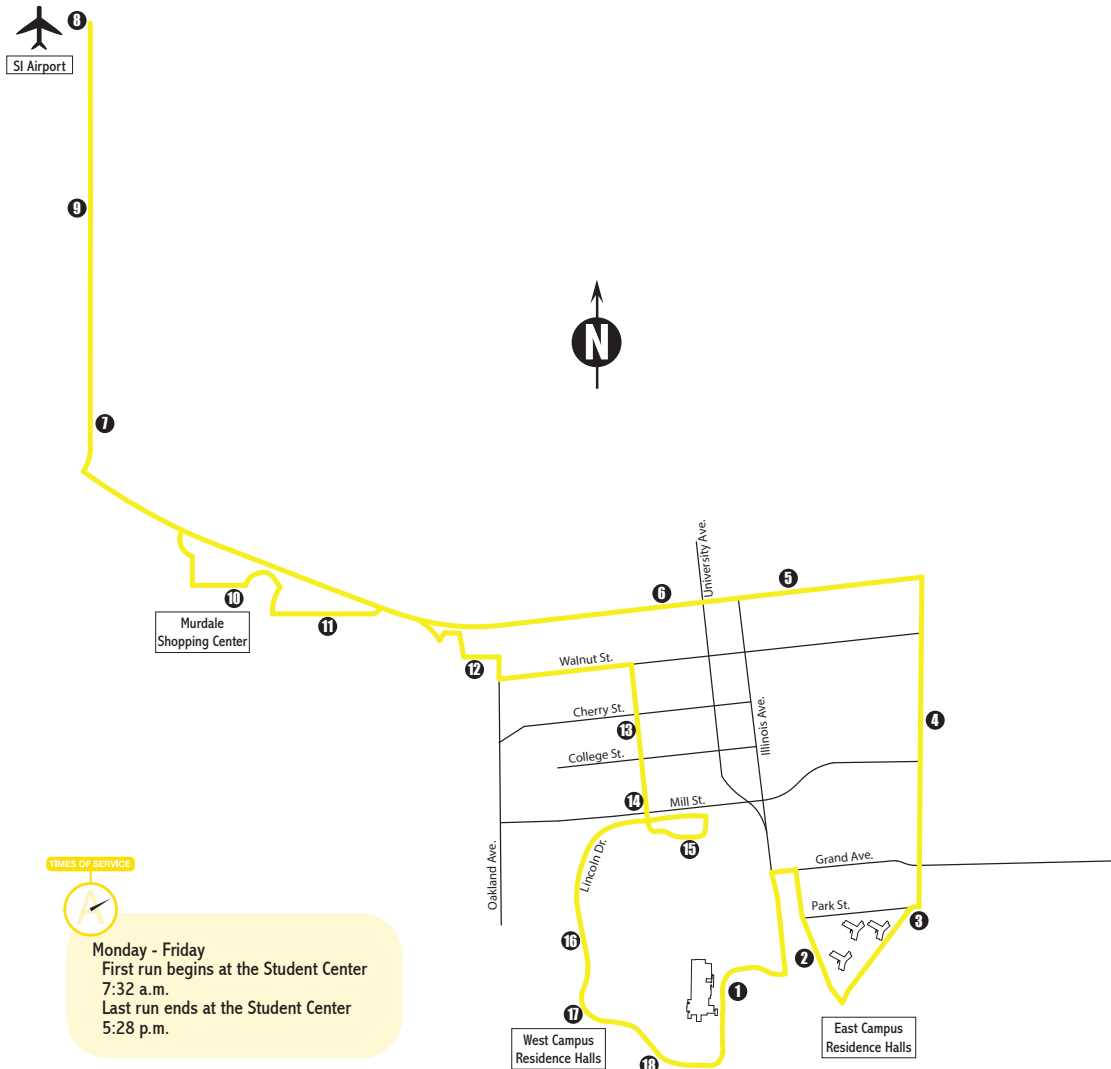 8
SI Airport
9
N
7
University Ave.
6
5
10
Murdale
Shopping Center
11
12
Walnut St.
Cherry St.
13
College St.
Illinois Ave.
4
14
Mill St.
15
Lincoln Dr.
Oakland Ave.
Grand Ave.
Park St.
3
2
16
1
17
18
West Campus
Residence Halls
East Campus
Residence Halls
TIMES OF SERVICE
A
Monday - Friday
First run begins at the Student Center
7:32 a.m.
Last run ends at the Student Center
5:28 p.m.